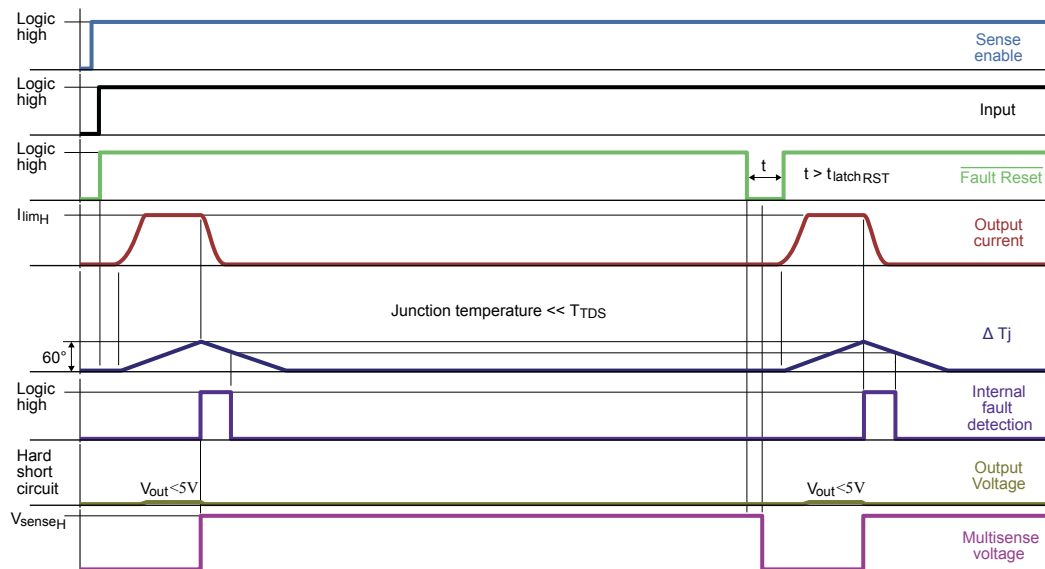 Logic
high
Sense
enable
Logic
high
Input
Logic
high
t
t > tlatchRST
Fault Reset
IlimH
Output
current
Junction temperature << TTDS
60°
Δ Tj
Logic
high
Internal
fault
detection
Hard
short
circuit
Vout<5V
Vout<5V
Output
Voltage
VsenseH
Multisense
voltage